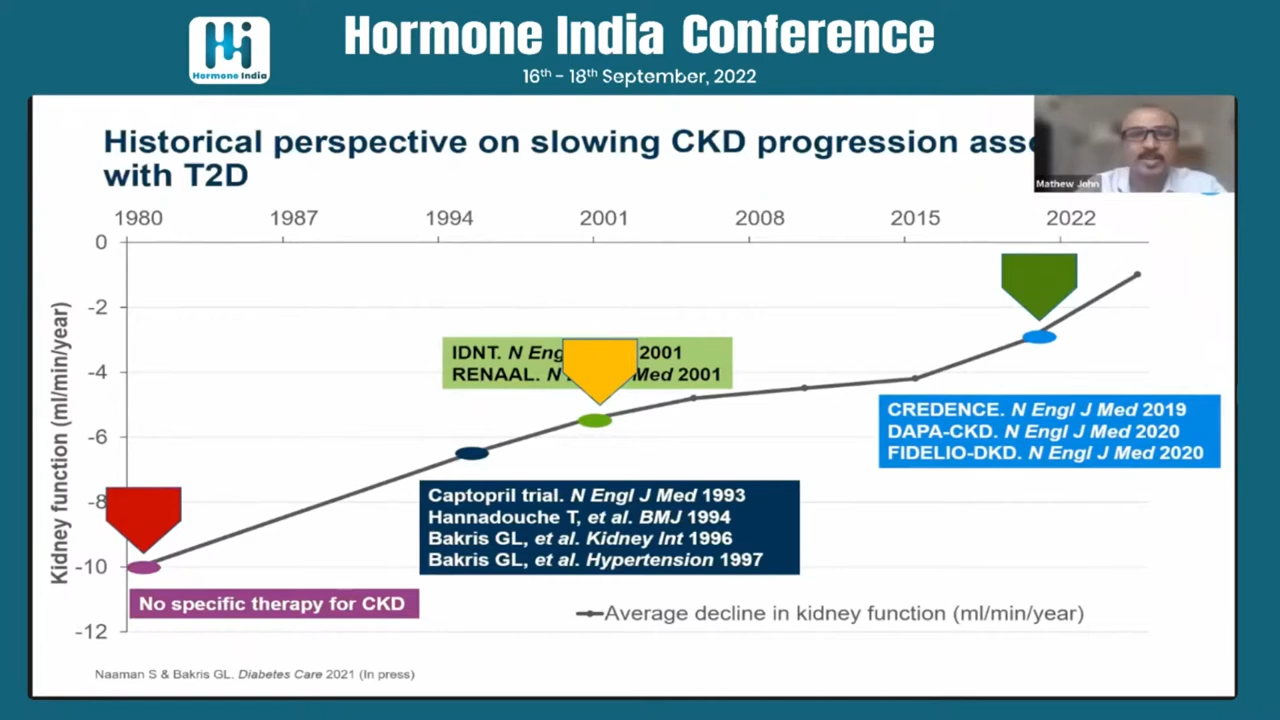 Hormone India Conference
Hormone India
16th - 18th September, 2022
Historical perspective on slowing CKD progression
with T2D
Mathew John
1980 1987 1994 2001 2008 2015 2022
Kidney function (ml/min/year)
0
-2
-4
-6
-8
-10
-12
IDNT. N Eng 2001
RENAAL. N Med 2001
CREDENCE. N Engl J Med 2019
DAPA-CKD. N Engl J Med 2020
FIDELIO-DKD. N Engl J Med 2020
Captopril trial. N Engl J Med 1993
Hannadouche T, et al. BMJ 1994
Bakris GL, et al. Kidney Int 1996
Bakris GL, et al. Hypertension 1997
No specific therapy for CKD
Average decline in kidney function (ml/min/year)
Naaman S & Bakris GL. Diabetes Care 2021 (In press)